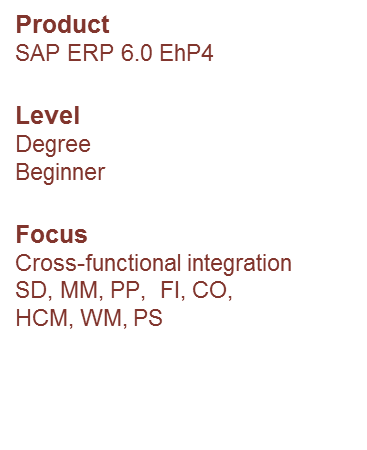 Product
SAP ERP 6.0 EhP4
Level
Degree
Beginner
Focus
Cross-functional integration
SD, MM, PP,  FI, CO,
HCM, WM, PS